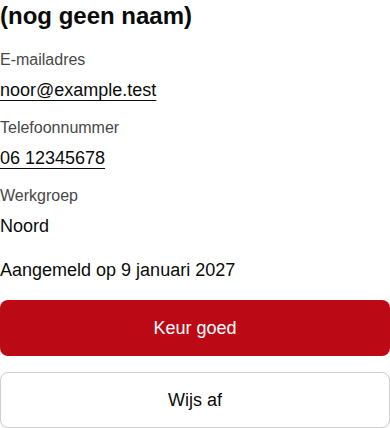 (nog geen naam)
E-mailadres
noor@example.test
Telefoonnummer
06 12345678
Werkgroep
Noord
Aangemeld op 9 januari 2027
Keur goed
Wijs af